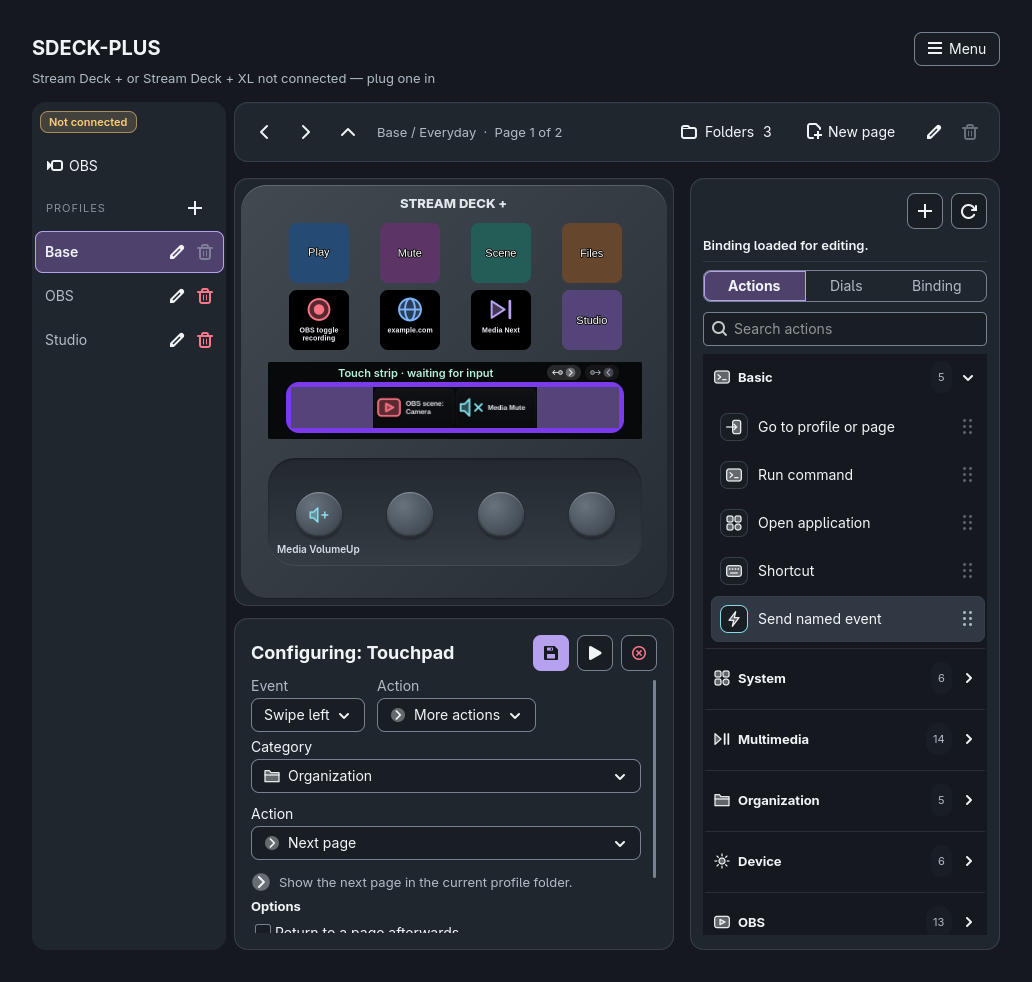 SDECK-PLUS
Menu
Stream Deck + or Stream Deck + XL not connected — plug one in
Not connected
OBS
PROFILES
Base
OBS
Studio
Base / Everyday · Page 1 of 2
Folders 3
New page
STREAM DECK +
Play
Mute
Scene
Files
OBS toggle
recording
example.com
Media Next
Studio
Touch strip · waiting for input
OBS scene:
Camera
Media Mute
Media VolumeUp
Configuring: Touchpad
Event
Action
Swipe left
More actions
Category
Organization
Action
Next page
Show the next page in the current profile folder.
Options
Return to a page afterwards
Binding loaded for editing.
Actions
Dials
Binding
Search actions
Basic 5
Go to profile or page
Run command
Open application
Shortcut
Send named event
System 6
Multimedia 14
Organization 5
Device 6
OBS 13